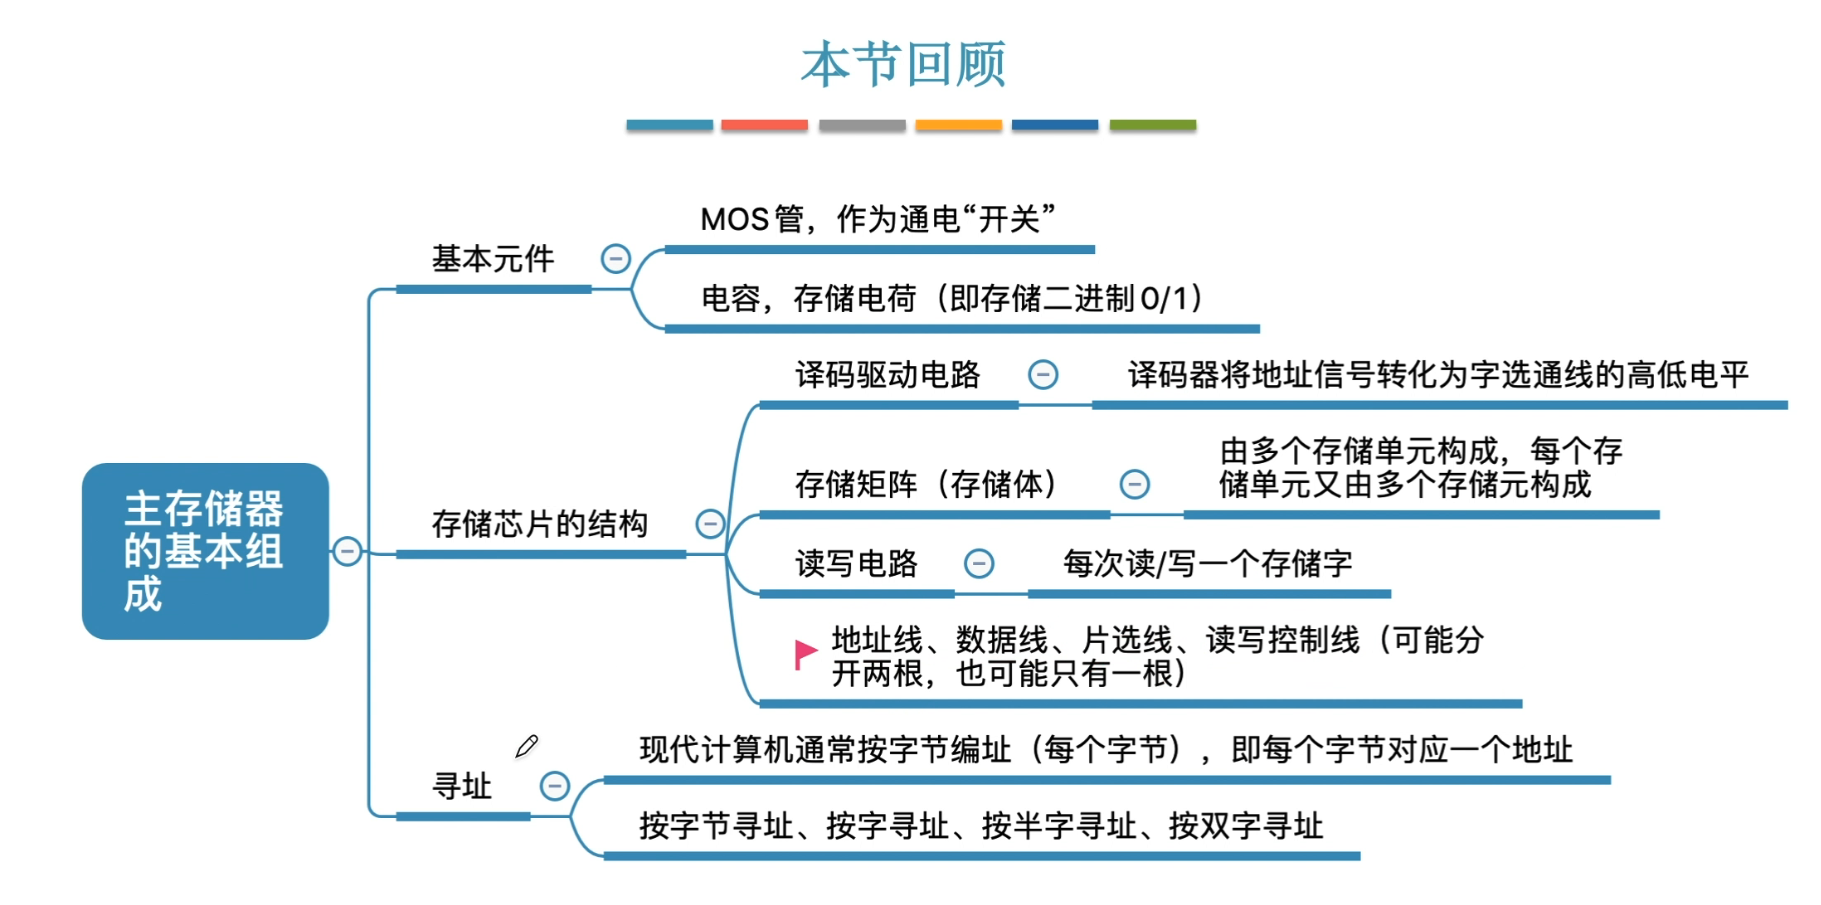 本节回顾
MOS管，作为通电“开关”
基本元件
电容，存储电荷（即存储二进制0/1）
译码驱动电路
译码器将地址信号转化为字选通线的高低电平
存储矩阵（存储体）
由多个存储单元构成，每个存
储单元又由多个存储元构成
主存储器
的基本组
成
存储芯片的结构
读写电路
每次读/写一个存储字
地址线、数据线、片选线、读写控制线（可能分
开两根，也可能只有一根）
寻址
现代计算机通常按字节编址（每个字节），即每个字节对应一个地址
按字节寻址、按字寻址、按半字寻址、按双字寻址